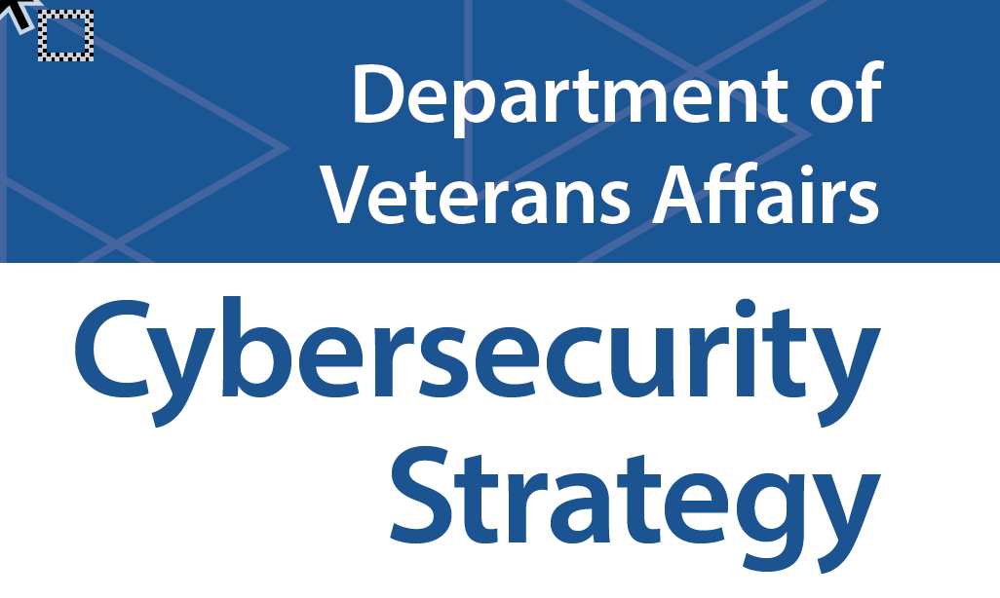 Department of
Veterans Affairs
Cybersecurity
Strategy